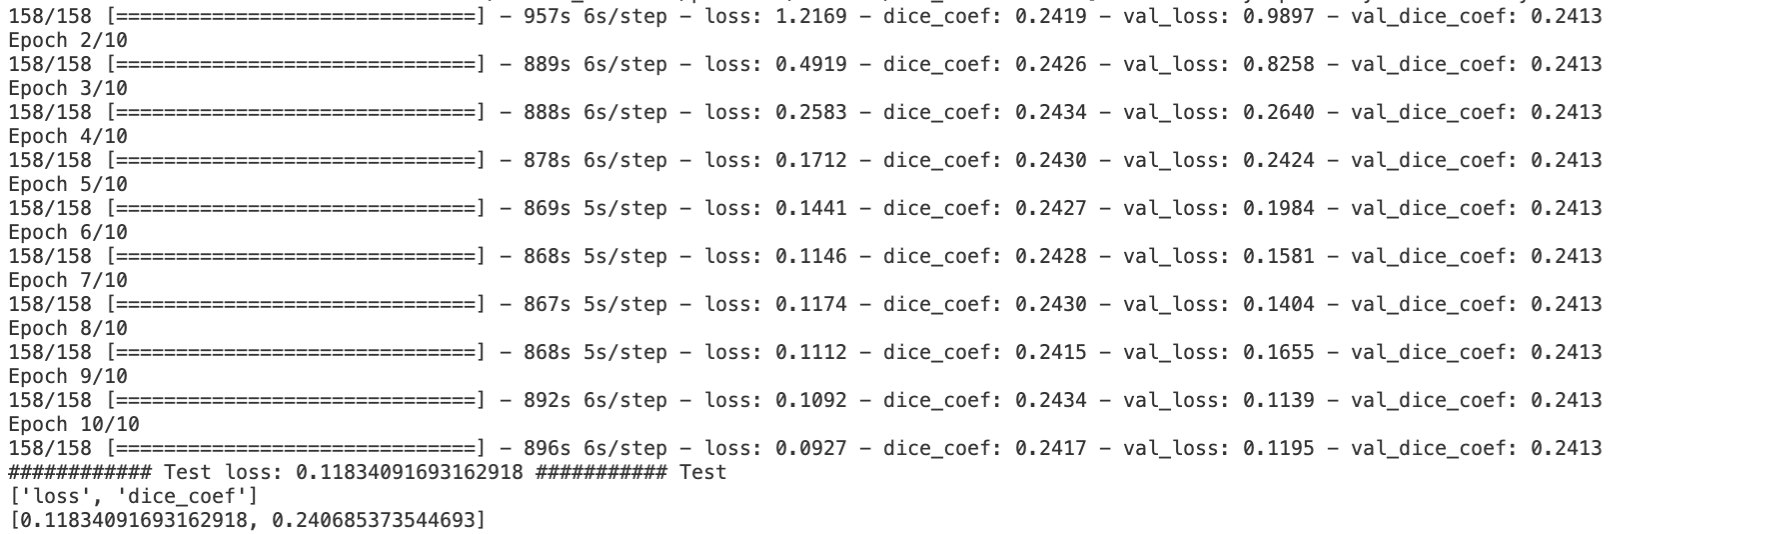 158/158 [==============================] - 957s 6s/step - loss: 1.2169 - dice_coef: 0.2419 - val_loss: 0.9897 - val_dice_coef: 0.2413
Epoch 2/10
158/158 [==============================] - 889s 6s/step - loss: 0.4919 - dice_coef: 0.2426 - val_loss: 0.8258 - val_dice_coef: 0.2413
Epoch 3/10
158/158 [==============================] - 888s 6s/step - loss: 0.2583 - dice_coef: 0.2434 - val_loss: 0.2640 - val_dice_coef: 0.2413
Epoch 4/10
158/158 [==============================] - 878s 6s/step - loss: 0.1712 - dice_coef: 0.2430 - val_loss: 0.2424 - val_dice_coef: 0.2413
Epoch 5/10
158/158 [==============================] - 869s 5s/step - loss: 0.1441 - dice_coef: 0.2427 - val_loss: 0.1984 - val_dice_coef: 0.2413
Epoch 6/10
158/158 [==============================] - 868s 5s/step - loss: 0.1146 - dice_coef: 0.2428 - val_loss: 0.1581 - val_dice_coef: 0.2413
Epoch 7/10
158/158 [==============================] - 867s 5s/step - loss: 0.1174 - dice_coef: 0.2430 - val_loss: 0.1404 - val_dice_coef: 0.2413
Epoch 8/10
158/158 [==============================] - 868s 5s/step - loss: 0.1112 - dice_coef: 0.2415 - val_loss: 0.1655 - val_dice_coef: 0.2413
Epoch 9/10
158/158 [==============================] - 892s 6s/step - loss: 0.1092 - dice_coef: 0.2434 - val_loss: 0.1139 - val_dice_coef: 0.2413
Epoch 10/10
158/158 [==============================] - 896s 6s/step - loss: 0.0927 - dice_coef: 0.2417 - val_loss: 0.1195 - val_dice_coef: 0.2413
############ Test loss: 0.11834091693162918 ########### Test
['loss', 'dice_coef']
[0.11834091693162918, 0.240685373544693]